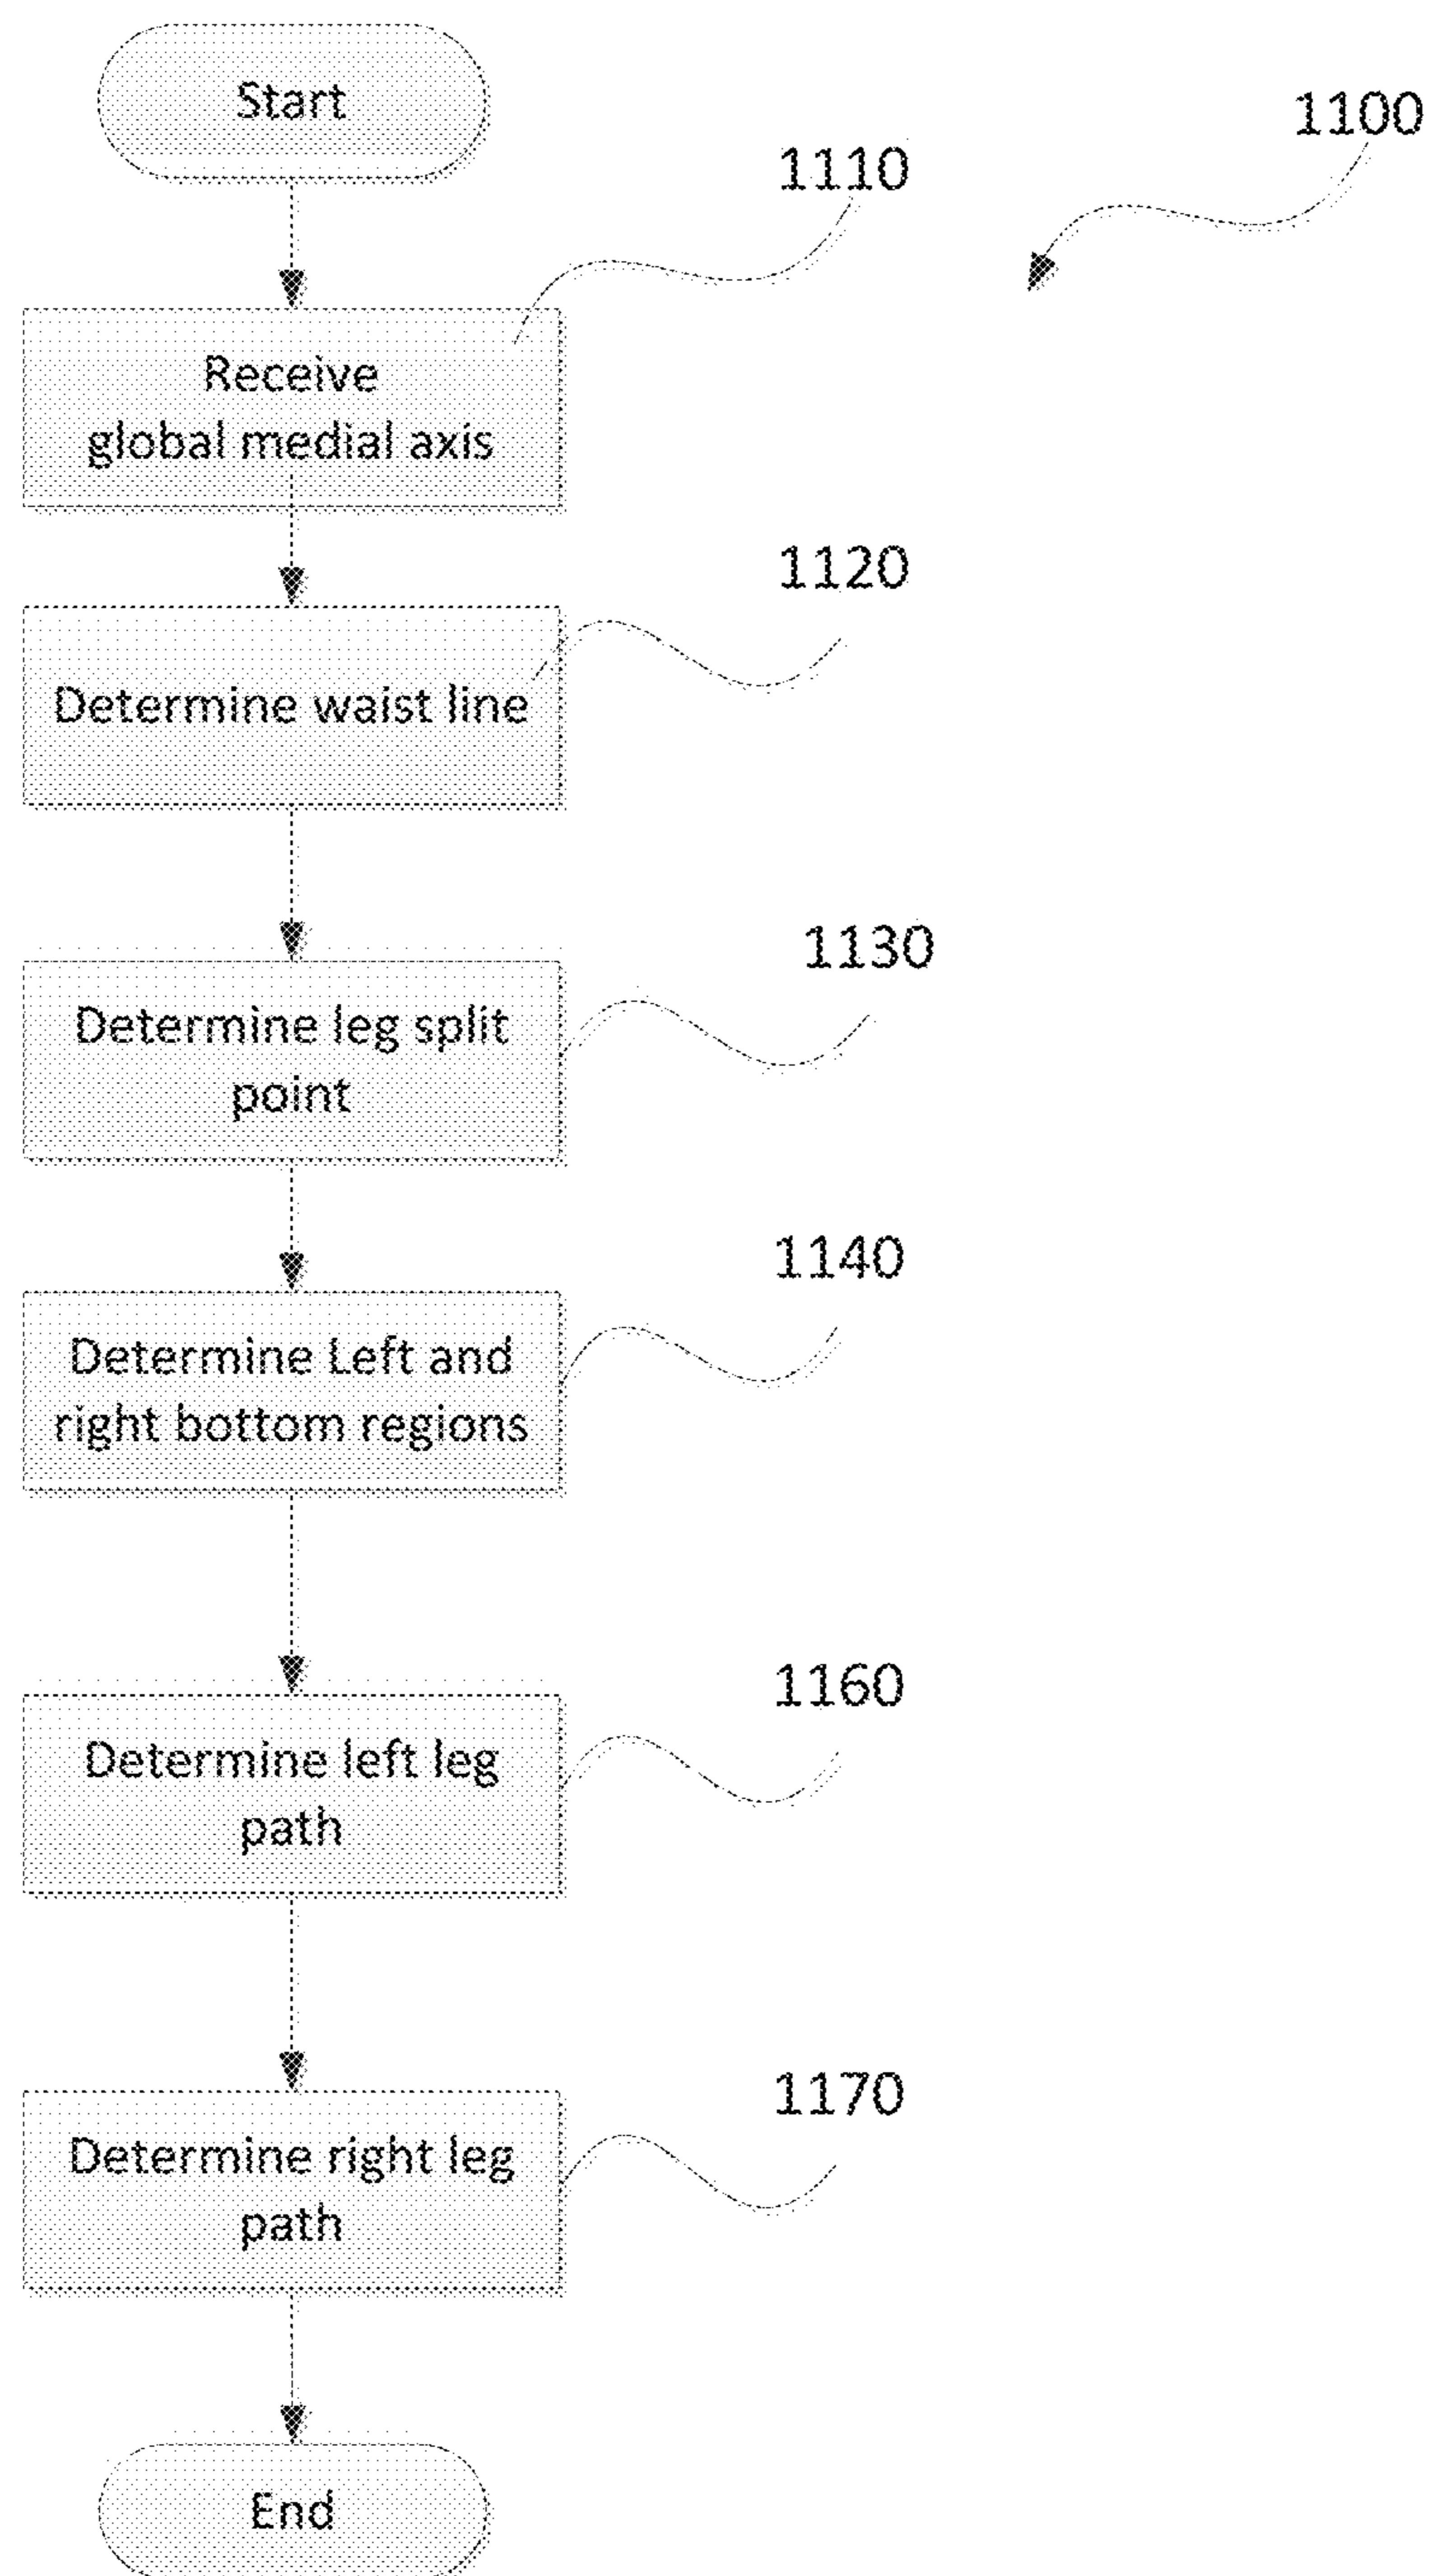 Start
1100
1110
Receive
global medial axis
1120
Determine waist line
1130
Determine leg split
point
1140
Determine Left and
right bottom regions
1160
Determine left leg
path
1170
Determine right leg
path
End